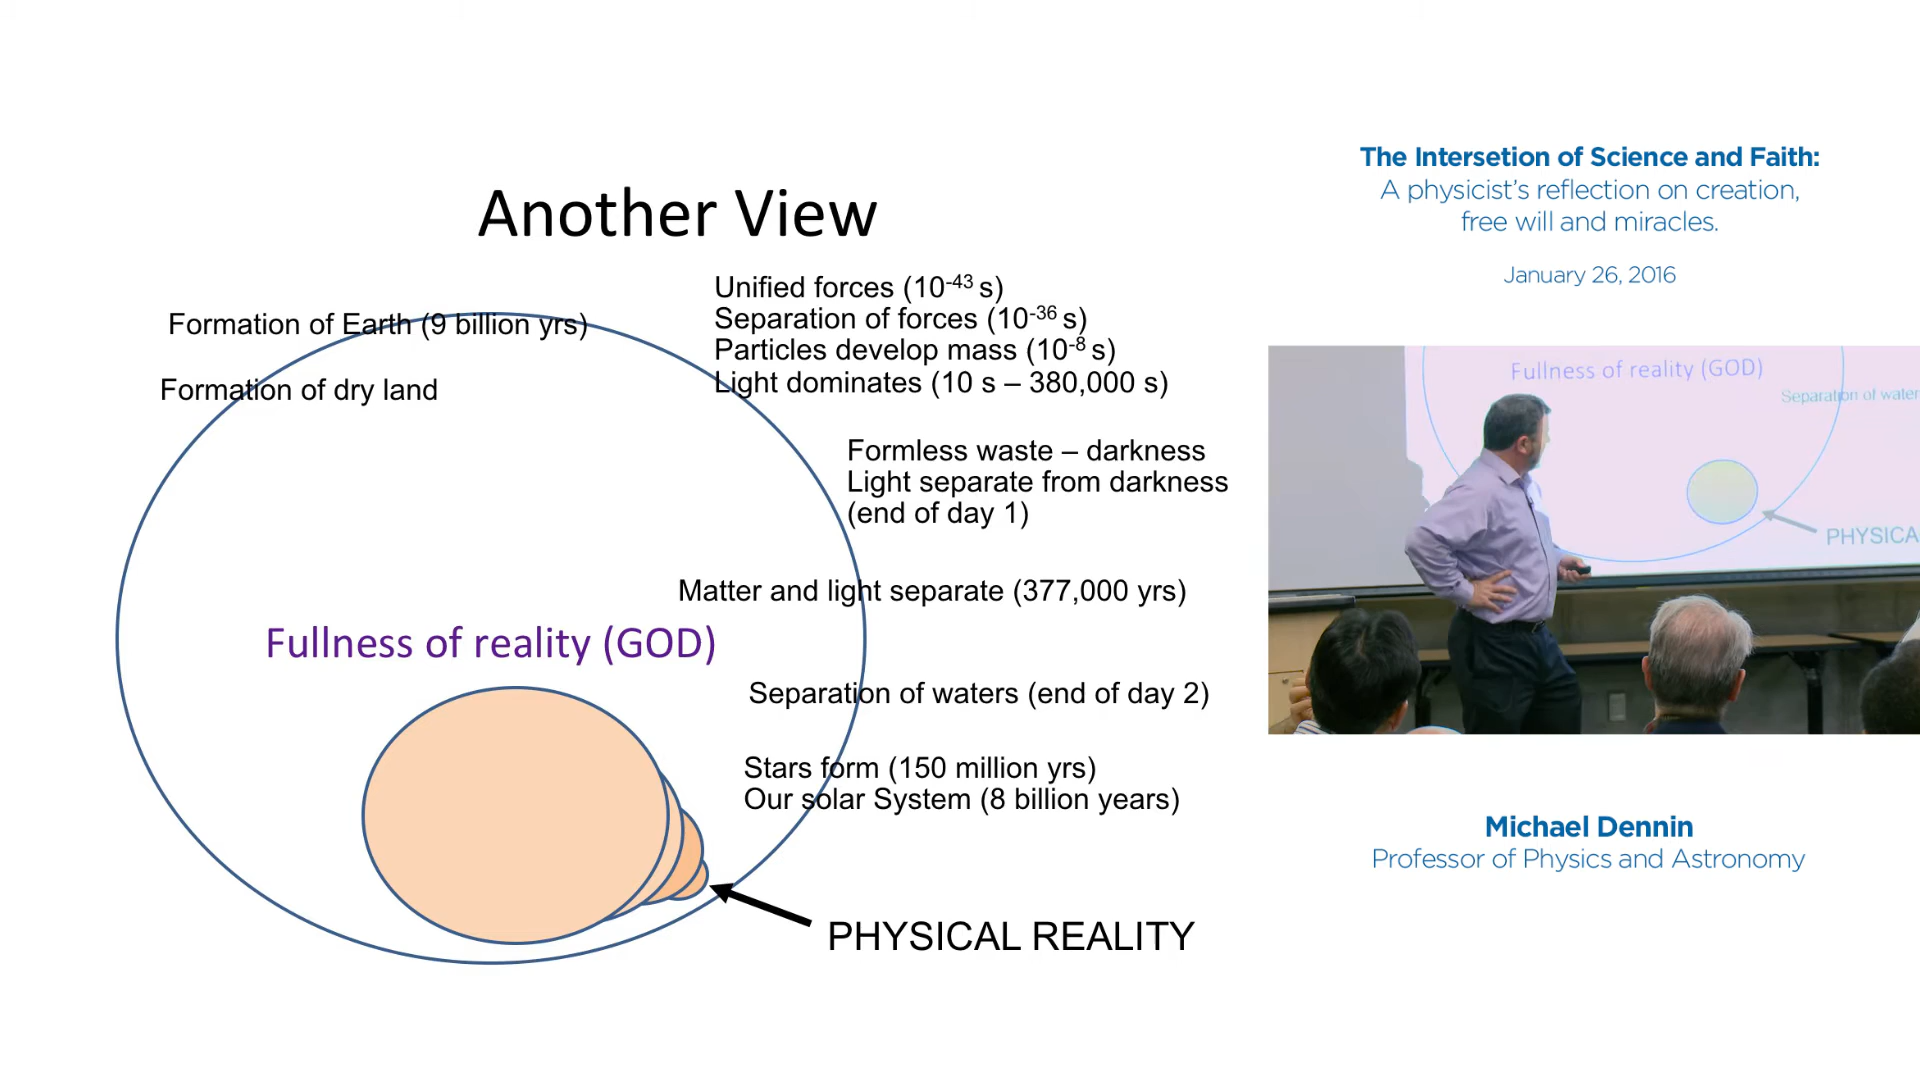 Another View
Unified forces (10-43 s)
Separation of forces (10-36 s)
Particles develop mass (10-8 s)
Light dominates (10 s – 380,000 s)
Formation of Earth (9 billion yrs)
Formation of dry land
Formless waste – darkness
Light separate from darkness
(end of day 1)
Matter and light separate (377,000 yrs)
Fullness of reality (GOD)
Separation of waters (end of day 2)
Stars form (150 million yrs)
Our solar System (8 billion years)
PHYSICAL REALITY
The Intersetion of Science and Faith:
A physicist's reflection on creation,
free will and miracles.
January 26, 2016
Fullness of reality (GOD)
Separation of water
PHYSICA
Michael Dennin
Professor of Physics and Astronomy